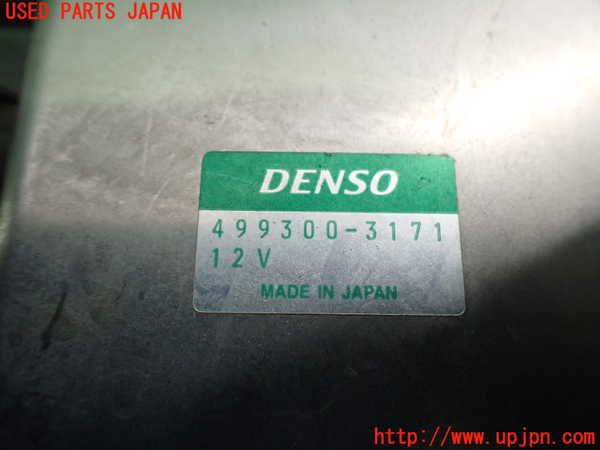 USED PARTS JAPAN
DENSO
499300-3171
12V
MADE IN JAPAN
http://www.upjpn.com/